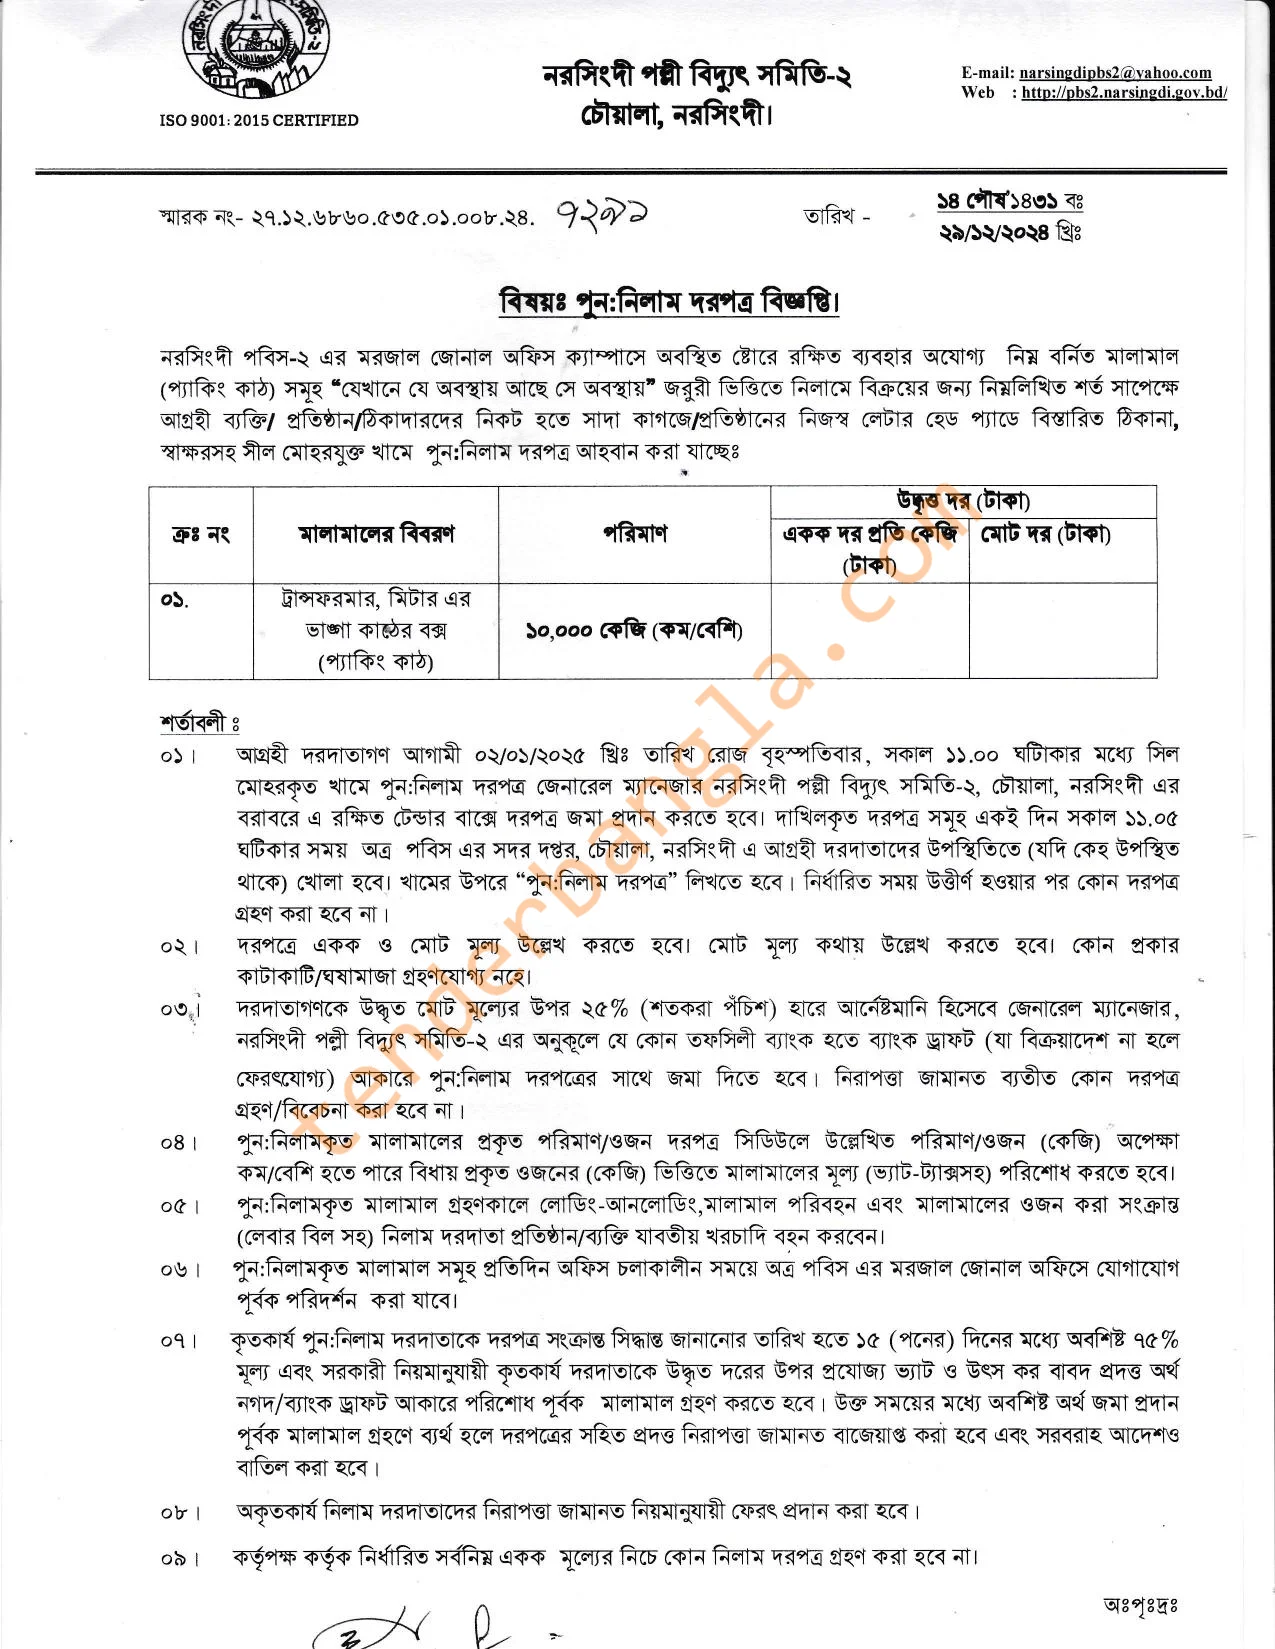 নরসিংদী পল্লী বিদ্যুৎ সমিতি-২
চৌয়ালা, নরসিংদী।
E-mail: narsingdipbs2@yahoo.com
Web : http://pbs2.narsingdi.gov.bd/
ISO 9001: 2015 CERTIFIED
স্মারক নং- ২৭.১২.৬৮৬০.৫৩৫.০১.০০৮.২৪.
তারিখ -
১৪ পৌষ'১৪৩১ বঃ
২৯/১২/২০২৪ খ্রিঃ
বিষয়ঃ পুন:নিলাম দরপত্র বিজ্ঞপ্তি।
নরসিংদী পবিস-২ এর মরজাল জোনাল অফিস ক্যাম্পাসে অবস্থিত ষ্টোরে রক্ষিত ব্যবহার অযোগ্য নিম্ন বর্নিত মালামাল
(প্যাকিং কাঠ) সমূহ “যেখানে যে অবস্থায় আছে সে অবস্থায়” জরুরী ভিত্তিতে নিলামে বিক্রয়ের জন্য নিম্নলিখিত শর্ত সাপেক্ষে
আগ্রহী ব্যক্তি/ প্রতিষ্ঠান/ঠিকাদারদের নিকট হতে সাদা কাগজে/প্রতিষ্ঠানের নিজস্ব লেটার হেড প্যাডে বিস্তারিত ঠিকানা,
স্বাক্ষরসহ সীল মোহরযুক্ত খামে পুন:নিলাম দরপত্র আহবান করা যাচ্ছেঃ
ক্রঃ নং
মালামালের বিবরণ
পরিমাণ
উদ্ধৃত্ত দর (টাকা)
একক দর প্রতি কেজি
(টাকা)
মোট দর (টাকা)
০১.
ট্রান্সফরমার, মিটার এর
ভাঙ্গা কাঠের বক্স
(প্যাকিং কাঠ)
১০,০০০ কেজি (কম/বেশি)
শর্তাবলী ঃ
০১। আগ্রহী দরদাতাগণ আগামী ০২/০১/২০২৫ খ্রিঃ তারিখ রোজ বৃহস্পতিবার, সকাল ১১.০০ ঘটিকার মধ্যে সিল
মোহরকৃত খামে পুন:নিলাম দরপত্র জেনারেল ম্যানেজার নরসিংদী পল্লী বিদ্যুৎ সমিতি-২, চৌয়ালা, নরসিংদী এর
বরাবরে এ রক্ষিত টেন্ডার বাক্সে দরপত্র জমা প্রদান করতে হবে। দাখিলকৃত দরপত্র সমূহ একই দিন সকাল ১১.০৫
ঘটিকার সময় অত্র পবিস এর সদর দপ্তর, চৌয়ালা, নরসিংদী এ আগ্রহী দরদাতাদের উপস্থিতিতে (যদি কেহ উপস্থিত
থাকে) খোলা হবে। খামের উপরে “পুন:নিলাম দরপত্র” লিখতে হবে। নির্ধারিত সময় উত্তীর্ণ হওয়ার পর কোন দরপত্র
গ্রহণ করা হবে না।
০২। দরপত্রে একক ও মোট মূল্য উল্লেখ করতে হবে। মোট মূল্য কথায় উল্লেখ করতে হবে। কোন প্রকার
কাটাকাটি/ঘষামাজা গ্রহণযোগ্য নহে।
০৩। দরদাতাগণকে উদ্ধৃত মোট মূল্যের উপর ২৫% (শতকরা পঁচিশ) হারে আর্নেষ্টমানি হিসেবে জেনারেল ম্যানেজার,
নরসিংদী পল্লী বিদ্যুৎ সমিতি-২ এর অনুকূলে যে কোন তফসিলী ব্যাংক হতে ব্যাংক ড্রাফট (যা বিক্রয়াদেশ না হলে
ফেরৎযোগ্য) আকারে পুন:নিলাম দরপত্রের সাথে জমা দিতে হবে। নিরাপত্তা জামানত ব্যতীত কোন দরপত্র
গ্রহণ/বিবেচনা করা হবে না।
০৪। পুন:নিলামকৃত মালামালের প্রকৃত পরিমাণ/ওজন দরপত্র সিডিউলে উল্লেখিত পরিমাণ/ওজন (কেজি) অপেক্ষা
কম/বেশি হতে পারে বিধায় প্রকৃত ওজনের (কেজি) ভিত্তিতে মালামালের মূল্য (ভ্যাট-ট্যাক্সসহ) পরিশোধ করতে হবে।
০৫। পুন:নিলামকৃত মালামাল গ্রহণকালে লোডিং-আনলোডিং,মালামাল পরিবহন এবং মালামালের ওজন করা সংক্রান্ত
(লেবার বিল সহ) নিলাম দরদাতা প্রতিষ্ঠান/ব্যক্তি যাবতীয় খরচাদি বহন করবেন।
০৬। পুন:নিলামকৃত মালামাল সমূহ প্রতিদিন অফিস চলাকালীন সময়ে অত্র পবিস এর মরজাল জোনাল অফিসে যোগাযোগ
পূর্বক পরিদর্শন করা যাবে।
০৭। কৃতকার্য পুন:নিলাম দরদাতাকে দরপত্র সংক্রান্ত সিদ্ধান্ত জানানোর তারিখ হতে ১৫ (পনের) দিনের মধ্যে অবশিষ্ট ৭৫%
মূল্য এবং সরকারী নিয়মানুযায়ী কৃতকার্য দরদাতাকে উদ্ধৃত দরের উপর প্রযোজ্য ভ্যাট ও উৎস কর বাবদ প্রদত্ত অর্থ
নগদ/ব্যাংক ড্রাফট আকারে পরিশোধ পূর্বক মালামাল গ্রহণ করতে হবে। উক্ত সময়ের মধ্যে অবশিষ্ট অর্থ জমা প্রদান
পূর্বক মালামাল গ্রহণে ব্যর্থ হলে দরপত্রের সহিত প্রদত্ত নিরাপত্তা জামানত বাজেয়াপ্ত করা হবে এবং সরবরাহ আদেশও
বাতিল করা হবে।
০৮। অকৃতকার্য নিলাম দরদাতাদের নিরাপত্তা জামানত নিয়মানুযায়ী ফেরৎ প্রদান করা হবে।
০৯। কর্তৃপক্ষ কর্তৃক নির্ধারিত সর্বনিম্ন একক মূল্যের নিচে কোন নিলাম দরপত্র গ্রহণ করা হবে না।
অঃপৃঃদ্রঃ
tenderbangla.com